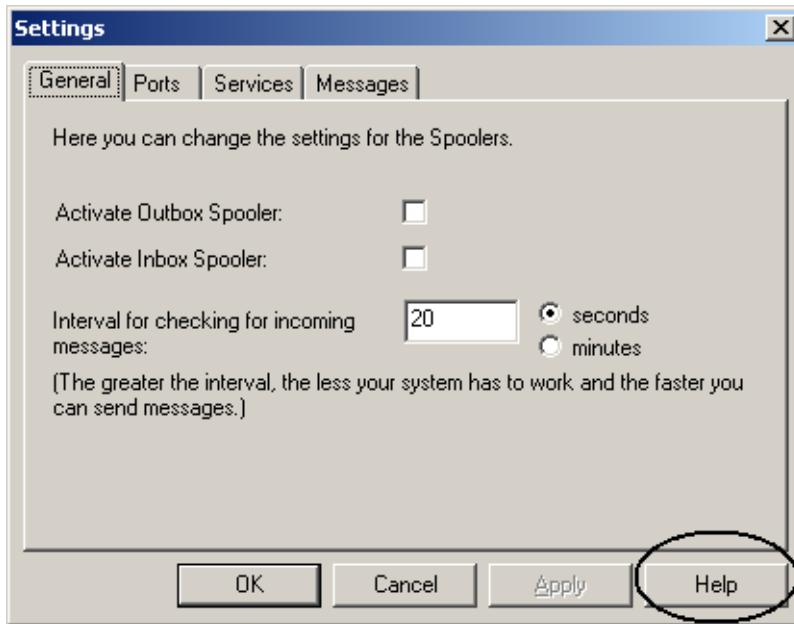 Settings
General Ports Services Messages
Here you can change the settings for the Spoolers.
Activate Outbox Spooler:
Activate Inbox Spooler:
Interval for checking for incoming 20 seconds
messages: minutes
(The greater the interval, the less your system has to work and the faster you
can send messages.)
OK Cancel Apply Help